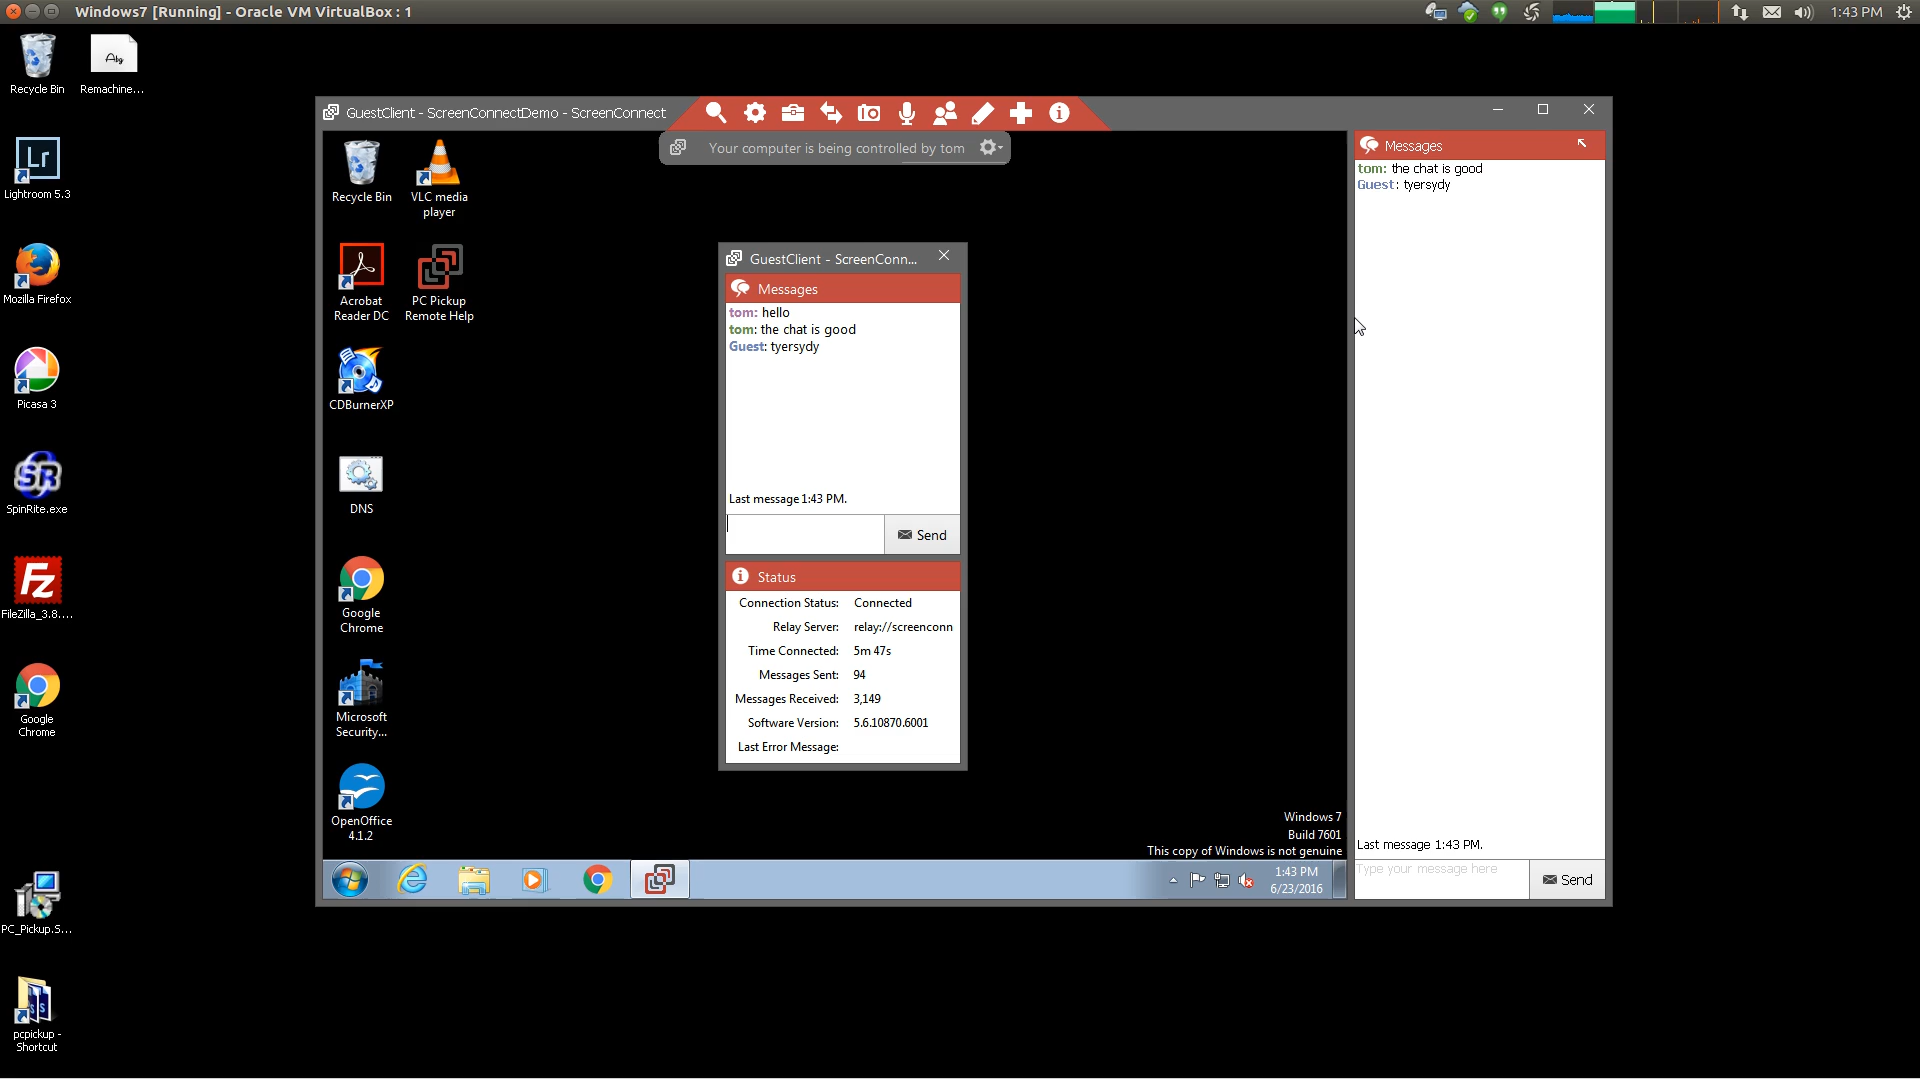 Windows7 [Running] - Oracle VM VirtualBox : 1
1:43 PM
Recycle Bin
Remachine...
Lightroom 5.3
Mozilla Firefox
Picasa 3
SpinRite.exe
FileZilla_3.8....
Google
Chrome
PC_Pickup.S...
pcpickup -
Shortcut
GuestClient - ScreenConnectDemo - ScreenConnect
Your computer is being controlled by tom
Recycle Bin
VLC media
player
Acrobat
Reader DC
PC Pickup
Remote Help
CDBurnerXP
DNS
Google
Chrome
Microsoft
Security...
OpenOffice
4.1.2
GuestClient - ScreenConn...
Messages
tom: hello
tom: the chat is good
Guest: tyersydy
Last message 1:43 PM.
Send
Status
Connection Status: Connected
Relay Server: relay://screenconn
Time Connected: 5m 47s
Messages Sent: 94
Messages Received: 3,149
Software Version: 5.6.10870.6001
Last Error Message:
Windows 7
Build 7601
This copy of Windows is not genuine
1:43 PM
6/23/2016
Messages
tom: the chat is good
Guest: tyersydy
Last message 1:43 PM.
Type your message here
Send
Lr
SR
Fz
Alg